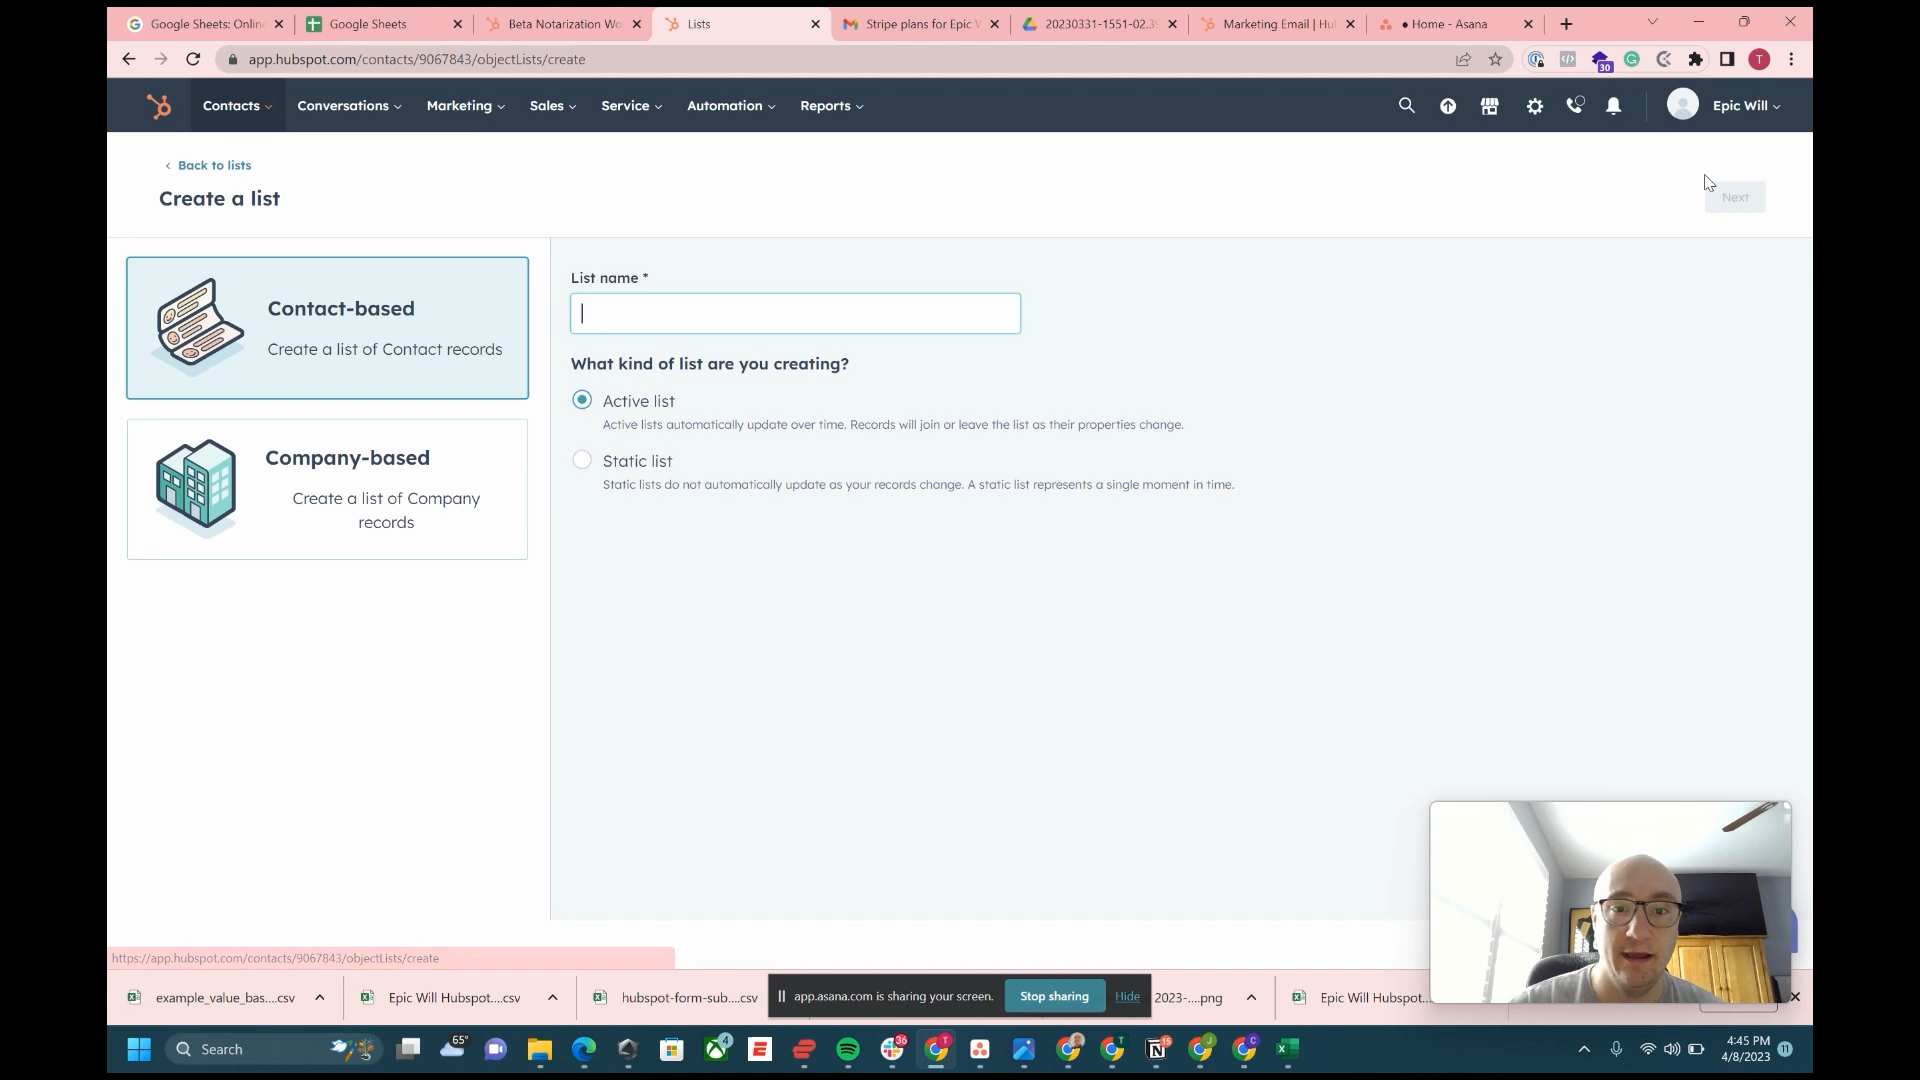 Google Sheets: Onlin
Google Sheets
Beta Notarization Wo
Lists
Stripe plans for Epic W
20230331-1551-02.3
Marketing Email | Hu
● Home - Asana
app.hubspot.com/contacts/9067843/objectLists/create
30
T
Contacts
Conversations
Marketing
Sales
Service
Automation
Reports
Epic Will
Back to lists
Create a list
Next
Contact-based
Create a list of Contact records
Company-based
Create a list of Company
records
List name *
What kind of list are you creating?
Active list
Active lists automatically update over time. Records will join or leave the list as their properties change.
Static list
Static lists do not automatically update as your records change. A static list represents a single moment in time.
https://app.hubspot.com/contacts/9067843/objectLists/create
example_value_bas....csv
Epic Will Hubspot....csv
hubspot-form-sub....csv
app.asana.com is sharing your screen.
Stop sharing
Hide
2023-....png
Epic Will Hubspot...
Search
65°
4
36
T
T
15
J
C
4:45 PM
4/8/2023
11